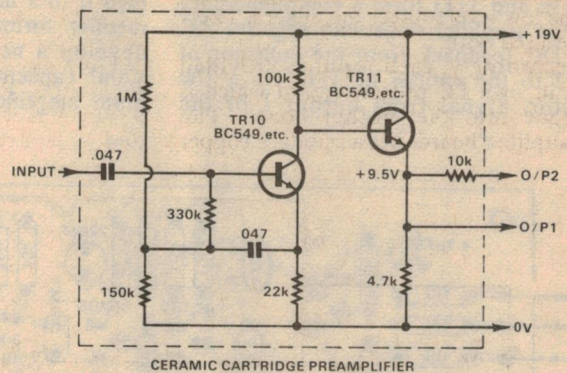 +19V
1M
100k
TR11
BC549,etc.
TR10
BC549,etc.
.047
INPUT
+9.5V
10k
O/P2
330k
O/P1
047
150k
22k
4.7k
0V
CERAMIC CARTRIDGE PREAMPLIFIER